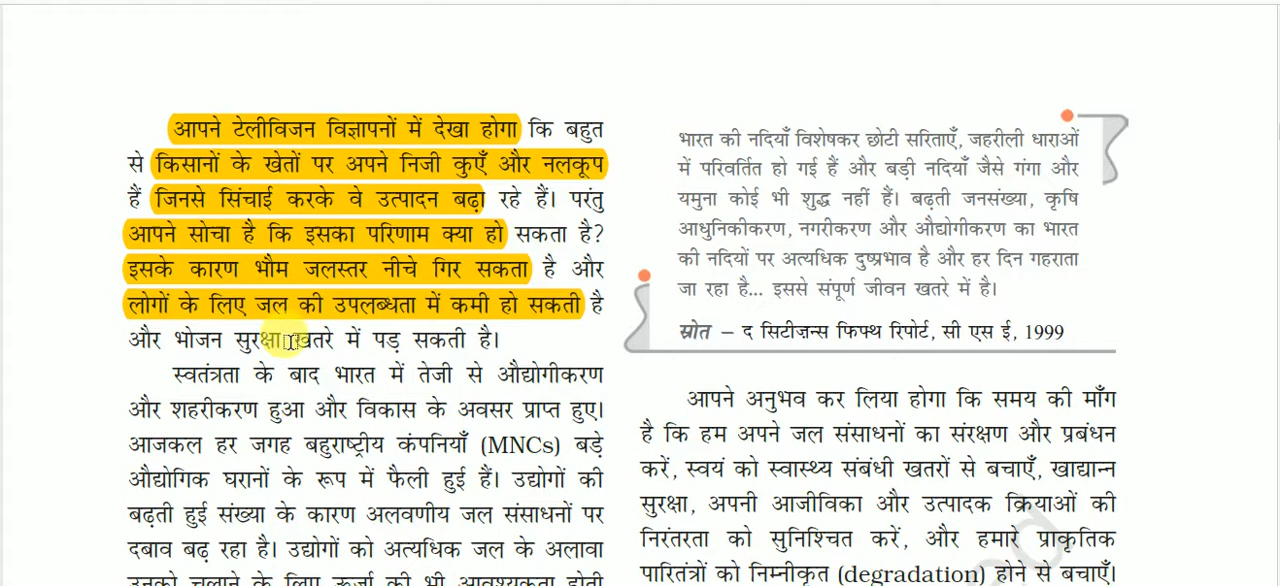 आपने टेलीविजन विज्ञापनों में देखा होगा कि बहुत
से किसानों के खेतों पर अपने निजी कुएँ और नलकूप
हैं जिनसे सिंचाई करके वे उत्पादन बढ़ा रहे हैं। परंतु
आपने सोचा है कि इसका परिणाम क्या हो सकता है?
इसके कारण भौम जलस्तर नीचे गिर सकता है और
लोगों के लिए जल की उपलब्धता में कमी हो सकती है
और भोजन सुरक्षा खतरे में पड़ सकती है।
स्वतंत्रता के बाद भारत में तेजी से औद्योगीकरण
और शहरीकरण हुआ और विकास के अवसर प्राप्त हुए।
आजकल हर जगह बहुराष्ट्रीय कंपनियाँ (MNCs) बड़े
औद्योगिक घरानों के रूप में फैली हुई हैं। उद्योगों की
बढ़ती हुई संख्या के कारण अलवणीय जल संसाधनों पर
दबाव बढ़ रहा है। उद्योगों को अत्यधिक जल के अलावा
उनको चलाने के लिए ऊर्जा की भी आवश्यकता होती
भारत की नदियाँ विशेषकर छोटी सरिताएँ, जहरीली धाराओं
में परिवर्तित हो गई हैं और बड़ी नदियाँ जैसे गंगा और
यमुना कोई भी शुद्ध नहीं हैं। बढ़ती जनसंख्या, कृषि
आधुनिकीकरण, नगरीकरण और औद्योगीकरण का भारत
की नदियों पर अत्यधिक दुष्प्रभाव है और हर दिन गहराता
जा रहा है... इससे संपूर्ण जीवन खतरे में है।
स्रोत – द सिटीज़न्स फिफ्थ रिपोर्ट, सी एस ई, 1999
आपने अनुभव कर लिया होगा कि समय की माँग
है कि हम अपने जल संसाधनों का संरक्षण और प्रबंधन
करें, स्वयं को स्वास्थ्य संबंधी खतरों से बचाएँ, खाद्यान्न
सुरक्षा, अपनी आजीविका और उत्पादक क्रियाओं की
निरंतरता को सुनिश्चित करें, और हमारे प्राकृतिक
पारितंत्रों को निम्नीकृत (degradation) होने से बचाएँ।